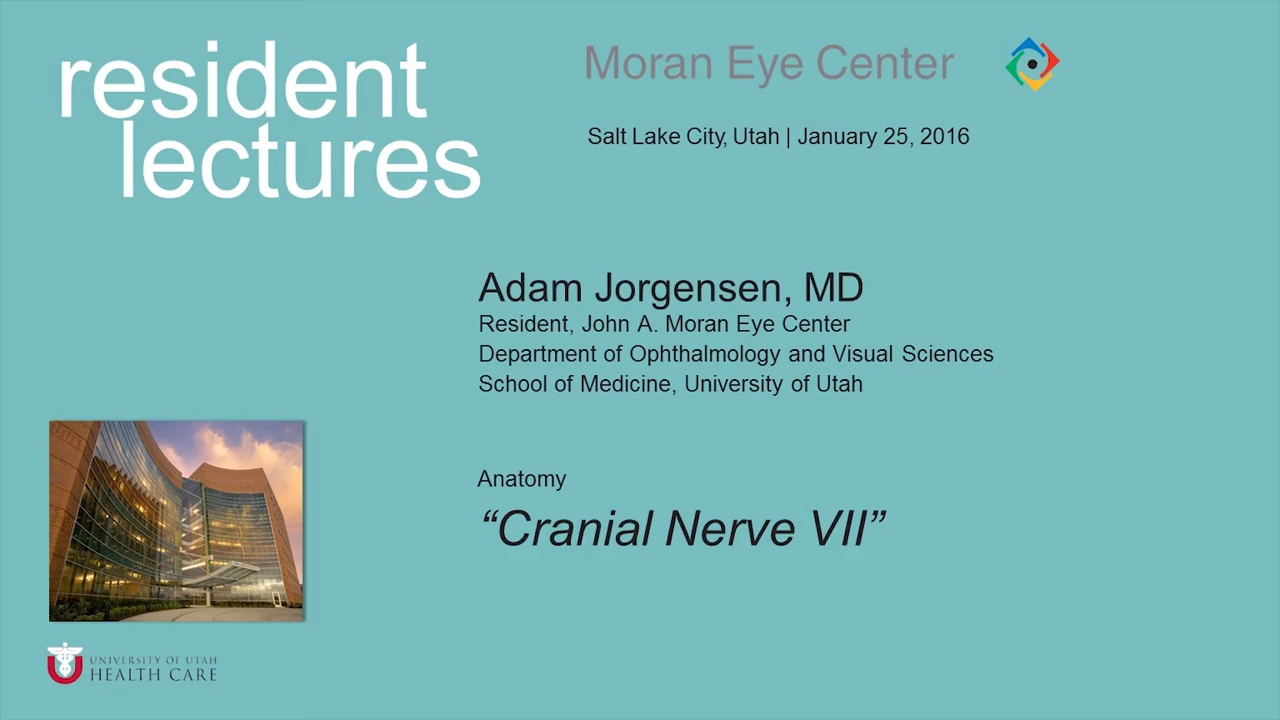 resident
lectures
Moran Eye Center
Salt Lake City, Utah | January 25, 2016
Adam Jorgensen, MD
Resident, John A. Moran Eye Center
Department of Ophthalmology and Visual Sciences
School of Medicine, University of Utah
Anatomy
“Cranial Nerve VII”
UNIVERSITY OF UTAH
HEALTH CARE